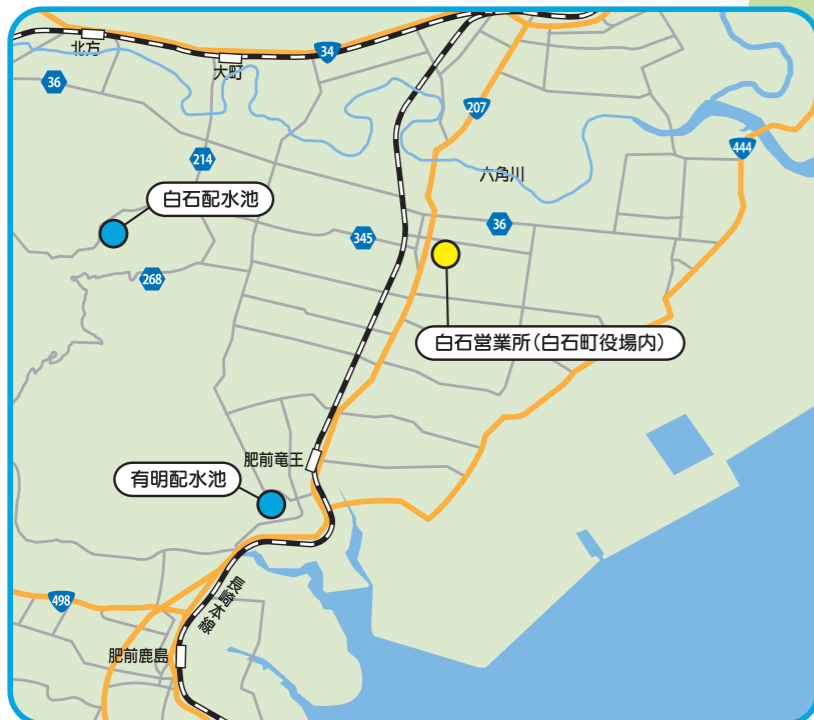 34
北方
大町
36
207
444
214
六角川
白石配水池
36
345
268
白石営業所(白石町役場内)
肥前竜王
有明配水池
長崎本線
498
肥前鹿島